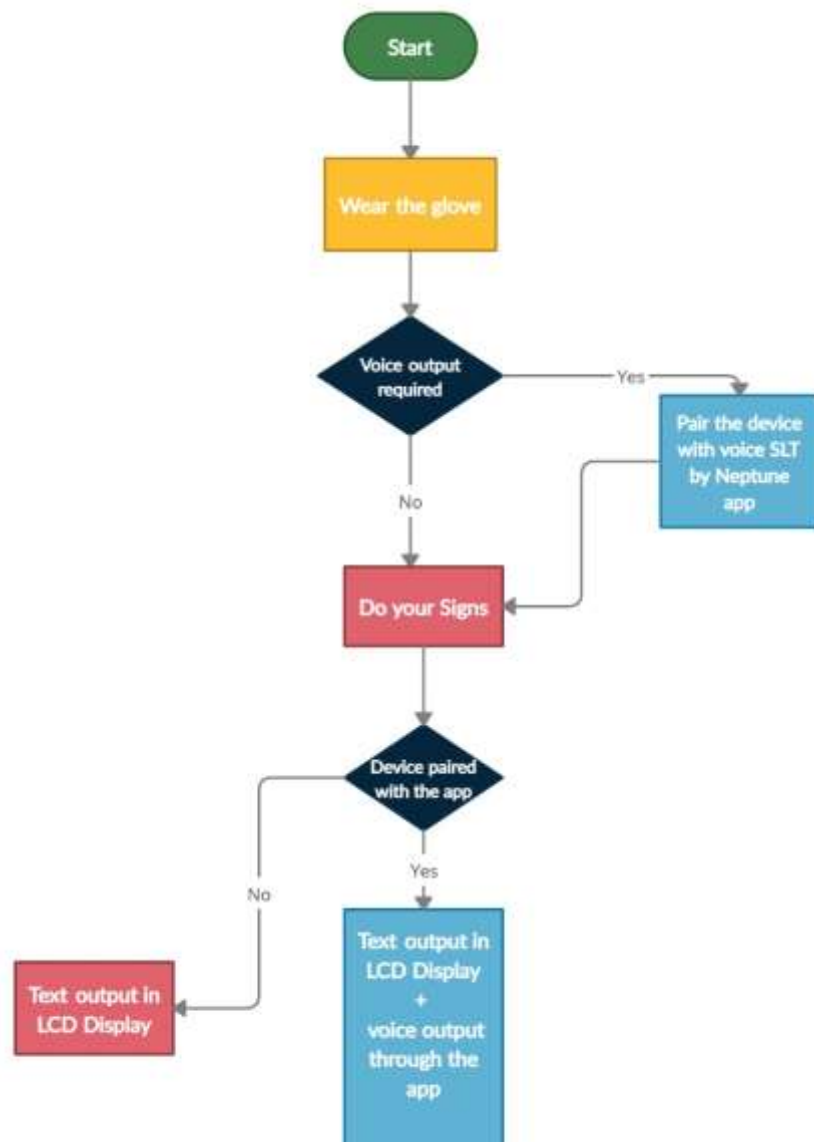 Start
Wear the glove
Voice output
required
Yes
Pair the device
with voice SLT
by Neptune
app
No
Do your Signs
Device paired
with the app
Yes
No
Text output in
LCD Display
+
voice output
through the
app
Text output in
LCD Display